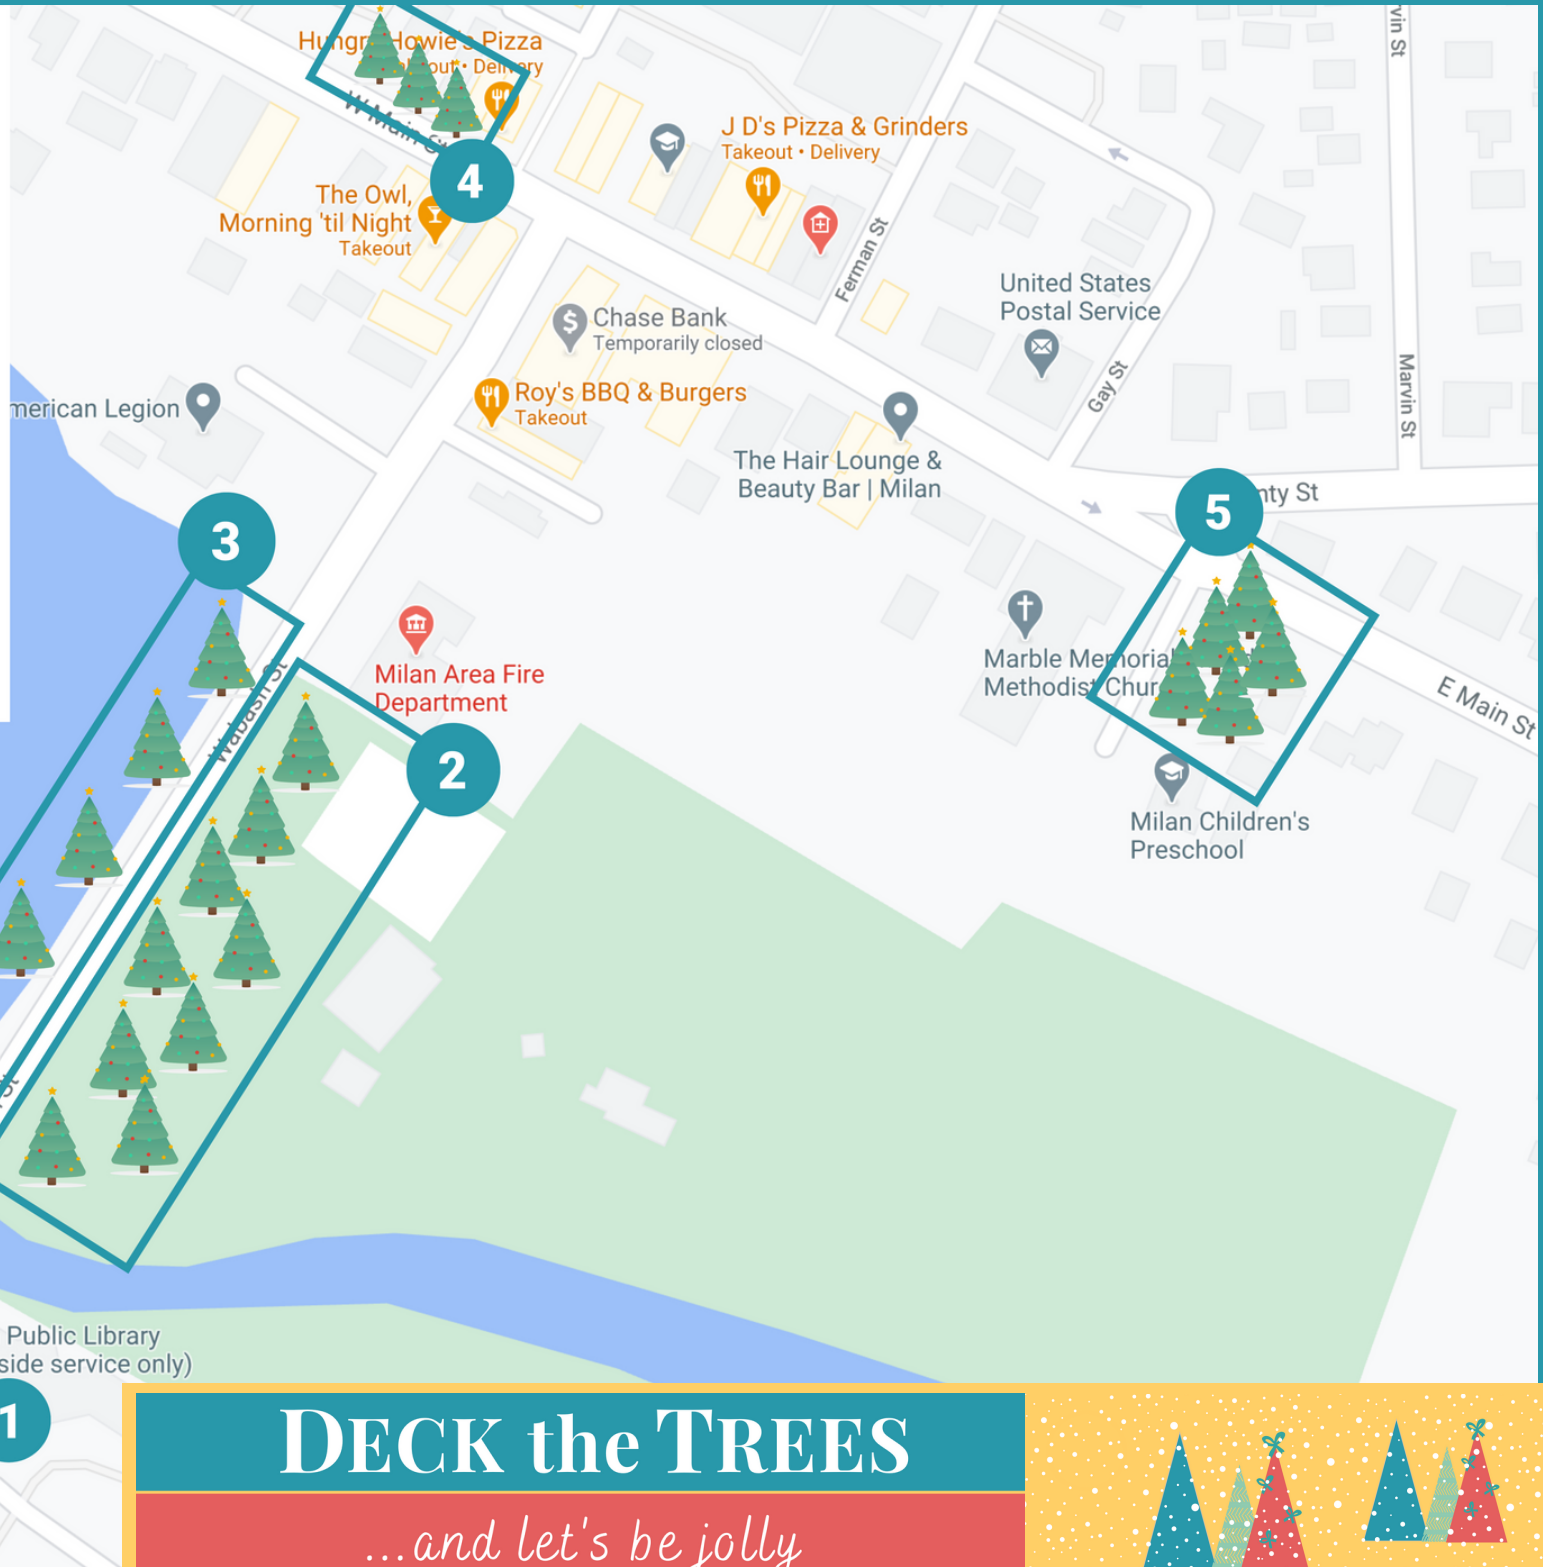 Hungry Howie's Pizza
out • Delivery
W Main St
4
J D's Pizza & Grinders
Takeout • Delivery
The Owl,
Morning 'til Night
Takeout
Ferman St
vin St
United States
Postal Service
Chase Bank
Temporarily closed
Gay St
Marvin St
Roy's BBQ & Burgers
Takeout
merican Legion
The Hair Lounge &
Beauty Bar | Milan
5
nty St
3
Marble Memorial
Methodist Chur
Milan Area Fire
Department
Wabash St
E Main St
2
Milan Children's
Preschool
St
Public Library
side service only)
1
DECK the TREES
...and let's be jolly